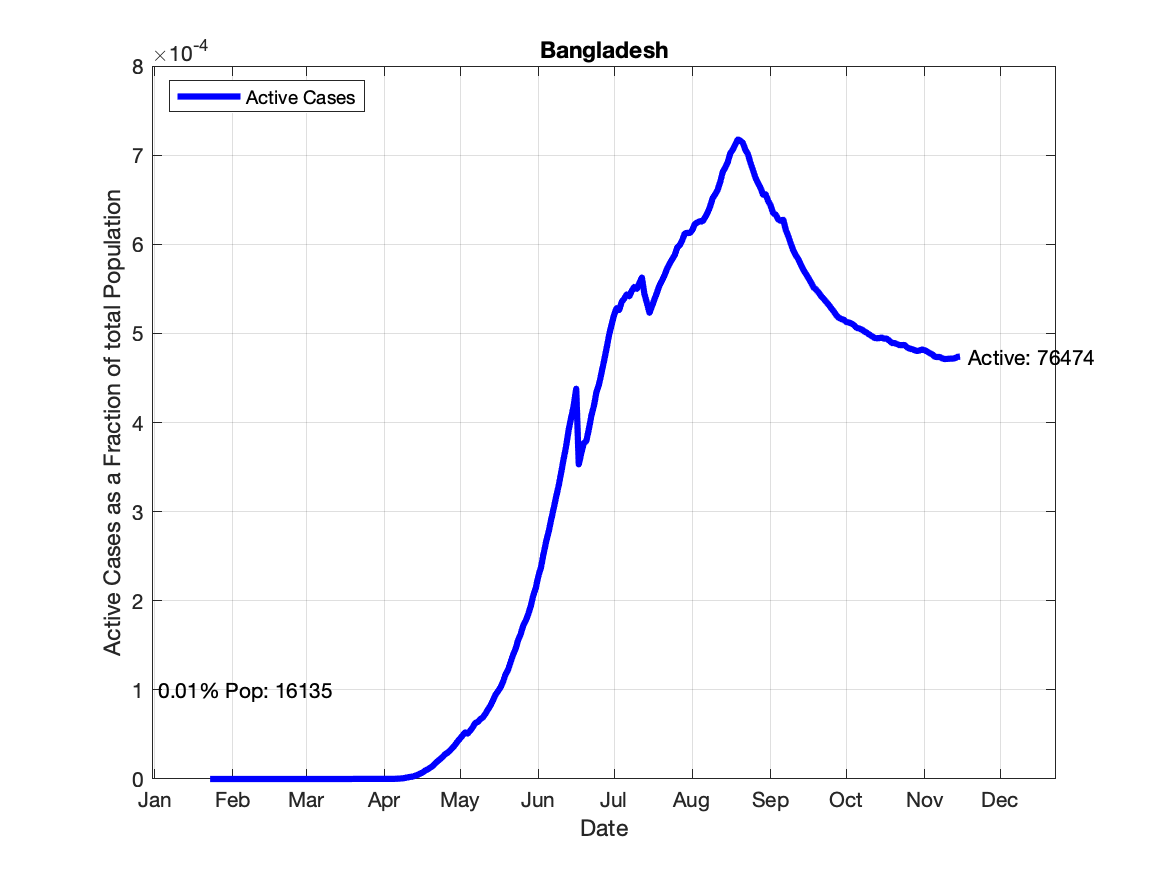 Bangladesh
×10-4
8
Active Cases
7
6
5
4
3
2
1
0
Active Cases as a Fraction of total Population
Active: 76474
0.01% Pop: 16135
Jan Feb Mar Apr May Jun Jul Aug Sep Oct Nov Dec
Date